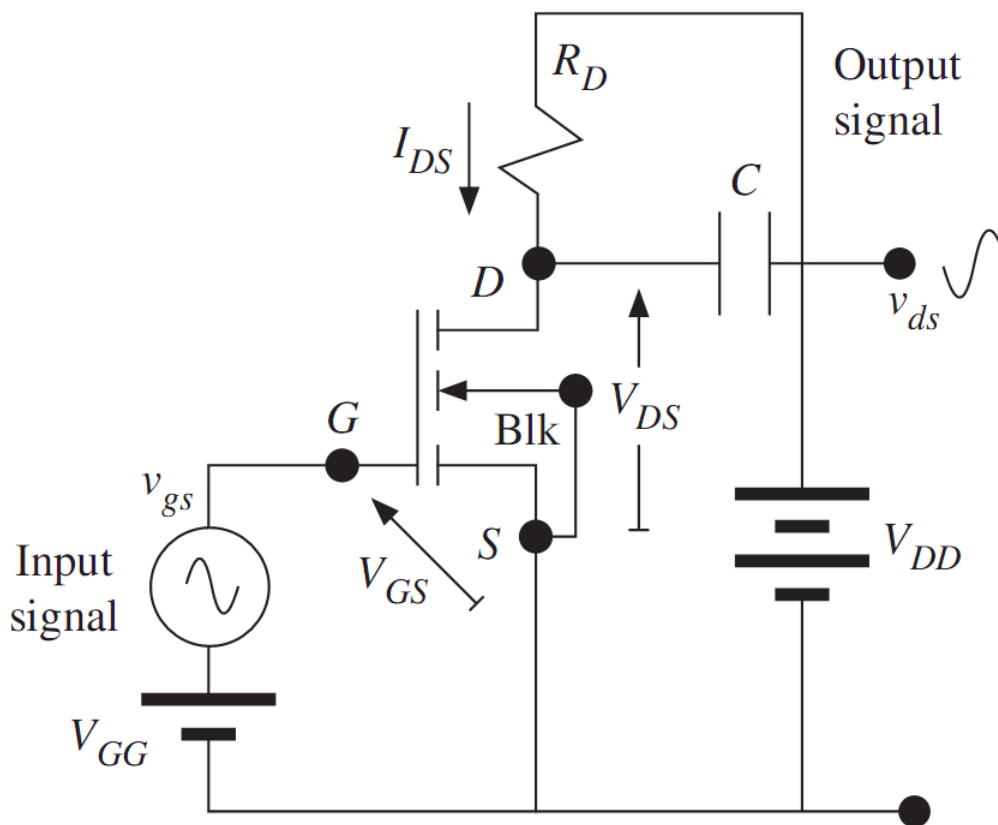 R_D
Output
signal
I_DS
C
D
v_ds
V_DS
G
Blk
v_gs
S
V_DD
V_GS
Input
signal
V_GG